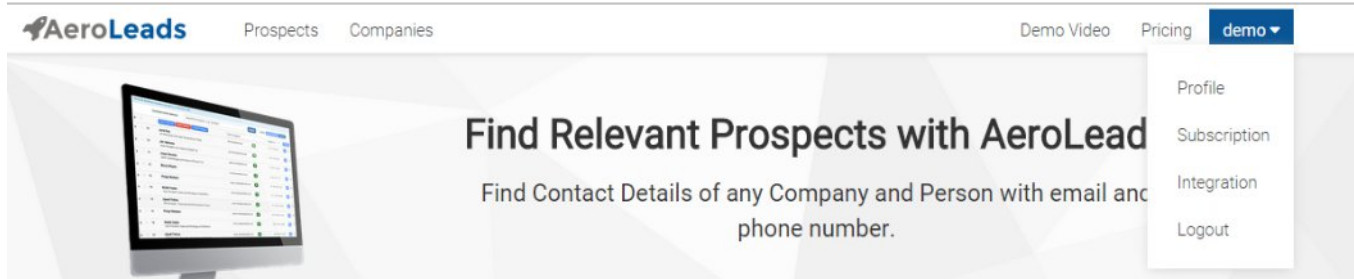 AeroLeads
Prospects
Companies
Demo Video
Pricing
demo
Profile
Subscription
Integration
Logout
Find Relevant Prospects with AeroLead
Find Contact Details of any Company and Person with email and
phone number.